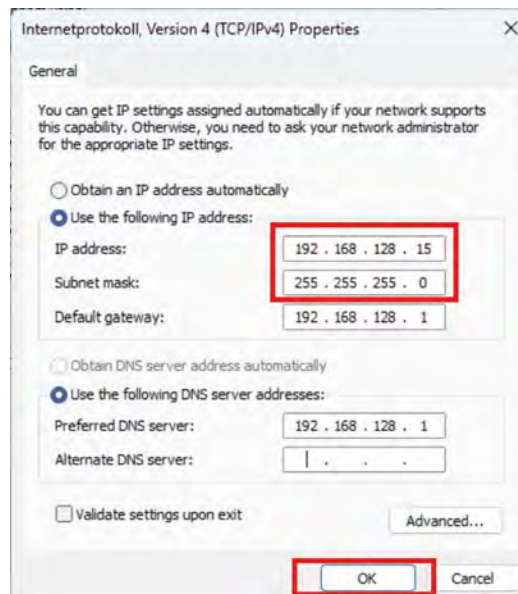 Internetprotokoll, Version 4 (TCP/IPv4) Properties
General
You can get IP settings assigned automatically if your network supports
this capability. Otherwise, you need to ask your network administrator
for the appropriate IP settings.
Obtain an IP address automatically
Use the following IP address:
IP address: 192 . 168 . 128 . 15
Subnet mask: 255 . 255 . 255 . 0
Default gateway: 192 . 168 . 128 . 1
Obtain DNS server address automatically
Use the following DNS server addresses:
Preferred DNS server: 192 . 168 . 128 . 1
Alternate DNS server: . . .
Validate settings upon exit
Advanced...
OK Cancel